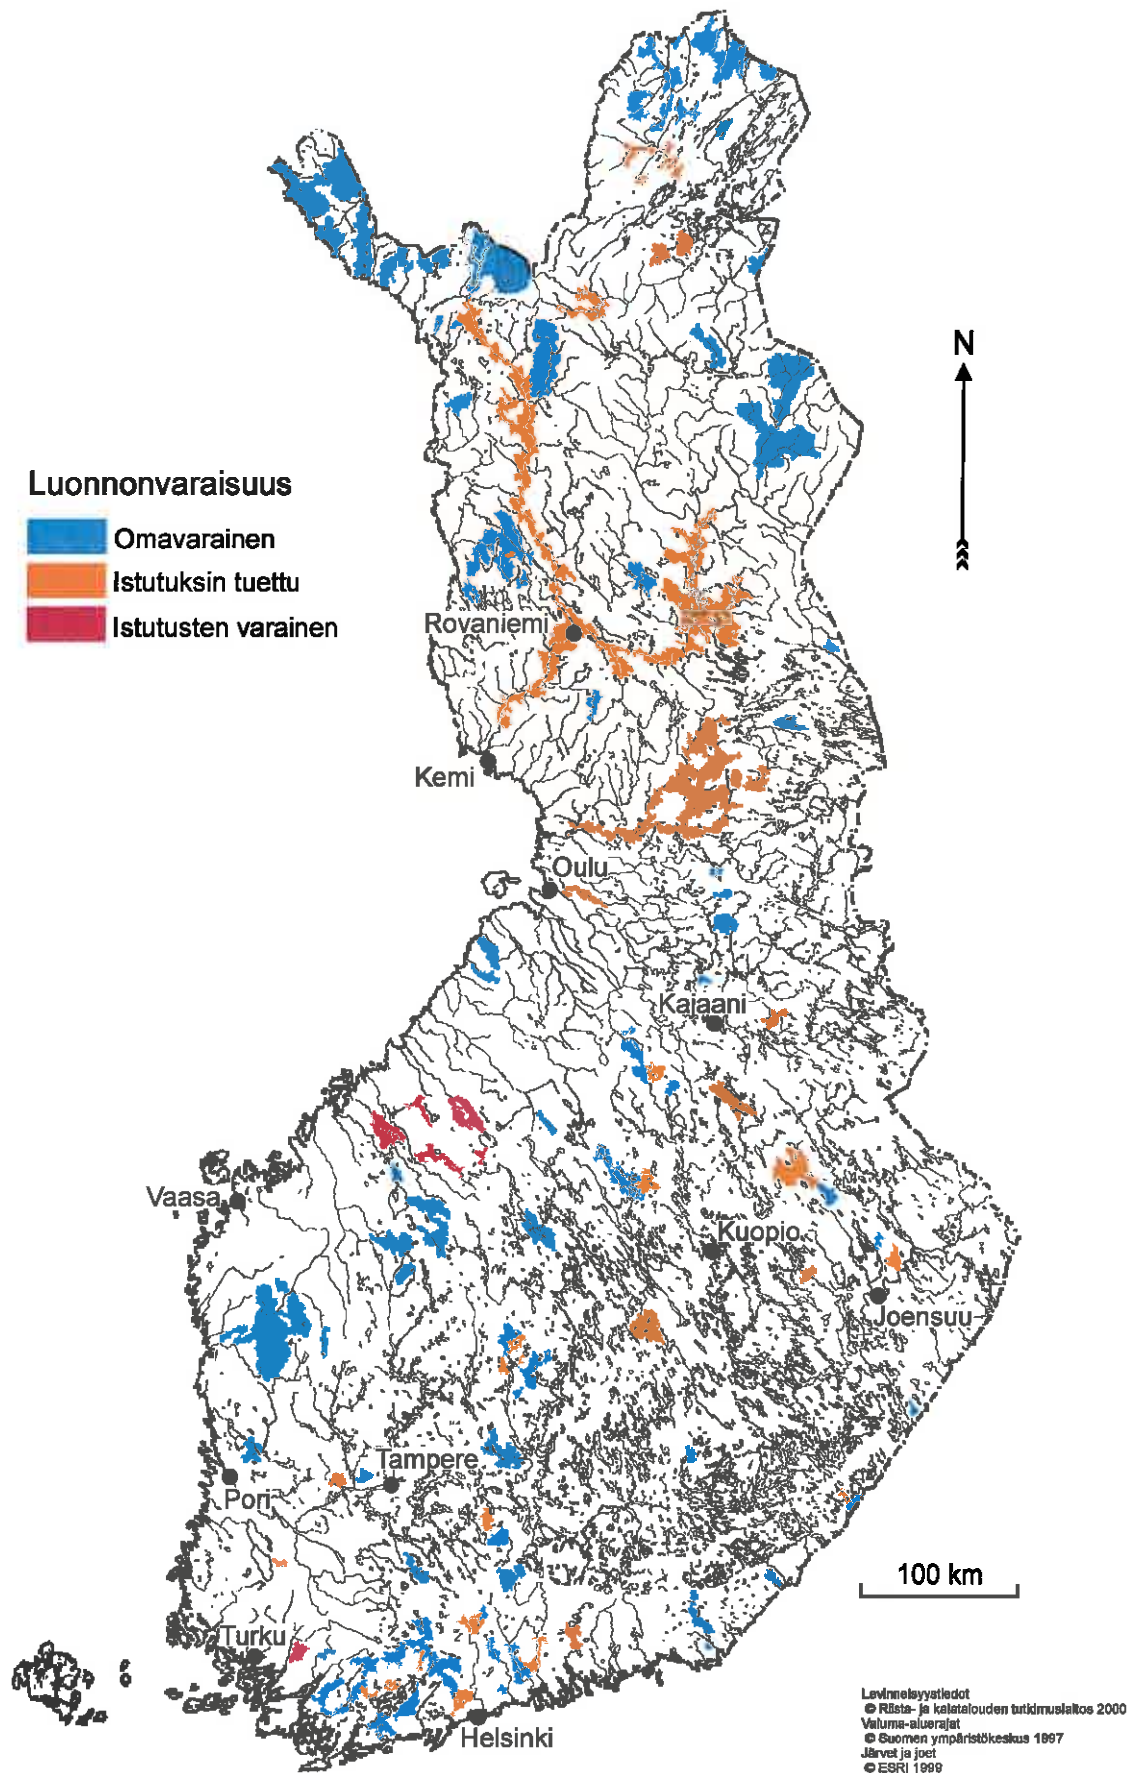 N
Luonnonvaraisuus
Omavarainen
Istutuksin tuettu
Istutusten varainen
Rovaniemi
Kemi
Oulu
Kajaani
Vaasa
Kuopio
Joensuu
Tampere
Pori
100 km
Turku
Helsinki
Levinneisyystiedot
© Riista- ja kalatalouden tutkimuslaitos 2000
Valuma-aluerajat
© Suomen ympäristökeskus 1997
Järvet ja joet
© ESRI 1999